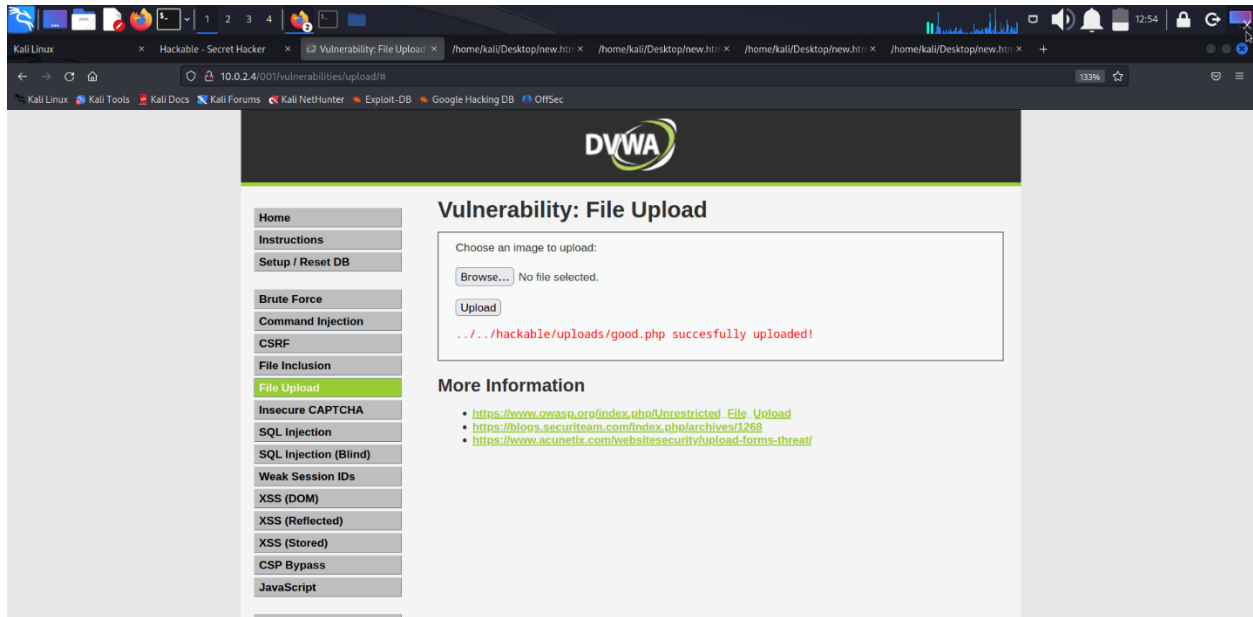 1 2 3 4
12:54
Kali Linux
Hackable - Secret Hacker
Vulnerability: File Upload
/home/kali/Desktop/new.htm
/home/kali/Desktop/new.htm
/home/kali/Desktop/new.htm
/home/kali/Desktop/new.htm
10.0.2.4/001/vulnerabilities/upload/#
133%
Kali Linux Kali Tools Kali Docs Kali Forums Kali NetHunter Exploit-DB Google Hacking DB OffSec
DVWA
Home
Instructions
Setup / Reset DB
Brute Force
Command Injection
CSRF
File Inclusion
File Upload
Insecure CAPTCHA
SQL Injection
SQL Injection (Blind)
Weak Session IDs
XSS (DOM)
XSS (Reflected)
XSS (Stored)
CSP Bypass
JavaScript
Vulnerability: File Upload
Choose an image to upload:
Browse... No file selected.
Upload
../../hackable/uploads/good.php succesfully uploaded!
More Information
https://www.owasp.org/index.php/Unrestricted_File_Upload
https://blogs.securiteam.com/index.php/archives/1268
https://www.acunetix.com/websitesecurity/upload-forms-threat/